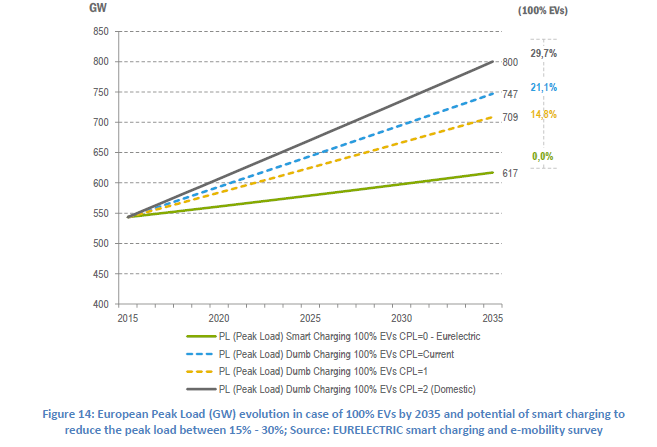 GW
(100% EVs)
850
800
750
700
650
600
550
500
450
400
2015
2020
2025
2030
2035
800
747
709
617
29,7%
21,1%
14,8%
0,0%
PL (Peak Load) Smart Charging 100% EVs CPL=0 - Eurelectric
PL (Peak Load) Dumb Charging 100% EVs CPL=Current
PL (Peak Load) Dumb Charging 100% EVs CPL=1
PL (Peak Load) Dumb Charging 100% EVs CPL=2 (Domestic)
Figure 14: European Peak Load (GW) evolution in case of 100% EVs by 2035 and potential of smart charging to
reduce the peak load between 15% - 30%; Source: EURELECTRIC smart charging and e-mobility survey